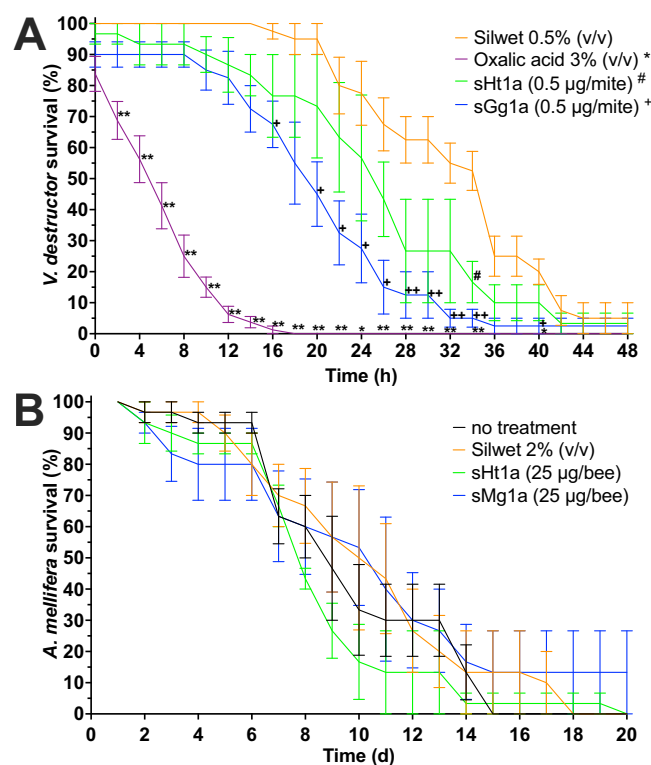 A
Silwet 0.5% (v/v)
Oxalic acid 3% (v/v) *
sHt1a (0.5 µg/mite) #
sGg1a (0.5 µg/mite) +
V. destructor survival (%)
100
90
80
70
60
50
40
30
20
10
0
** ** ** ** ** ** ** ** ** ** * ** ** ** ** ** *
+ + + + + ++ ++ ++ ++ +
#
0 4 8 12 16 20 24 28 32 36 40 44 48
Time (h)
B
no treatment
Silwet 2% (v/v)
sHt1a (25 µg/bee)
sMg1a (25 µg/bee)
A. mellifera survival (%)
100
90
80
70
60
50
40
30
20
10
0
0 2 4 6 8 10 12 14 16 18 20
Time (d)